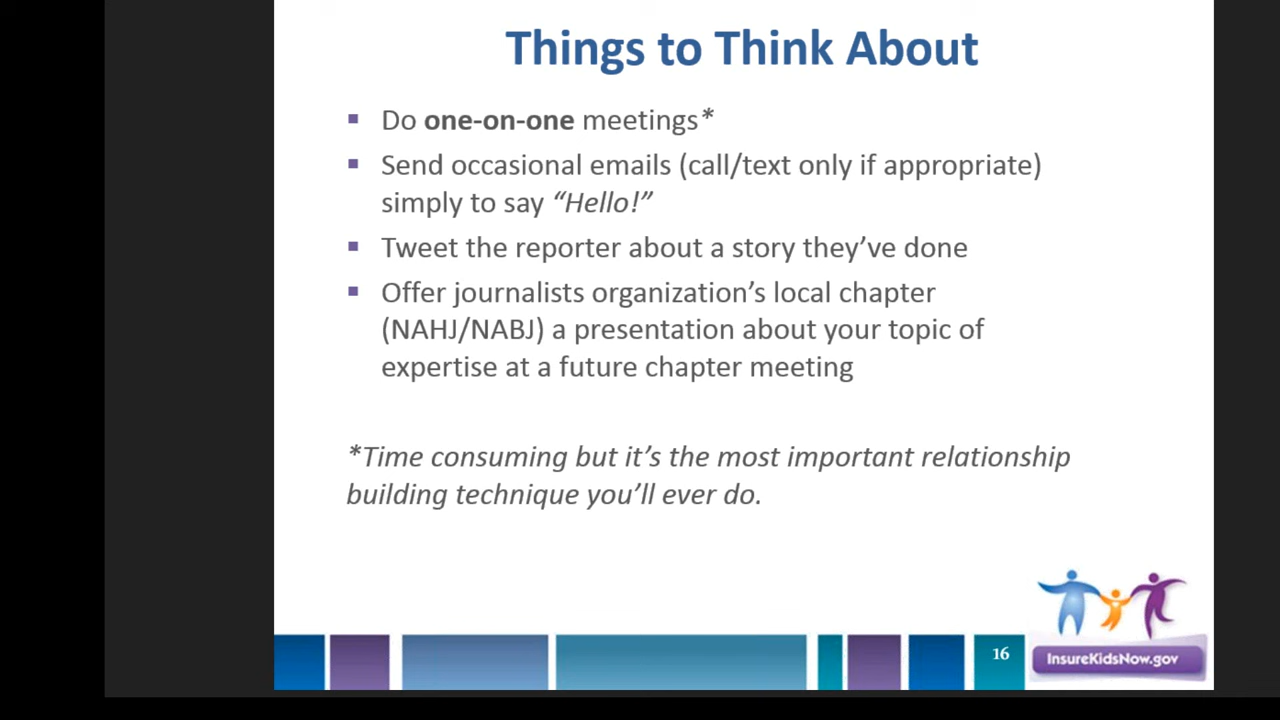 Things to Think About
▪ Do one-on-one meetings*
▪ Send occasional emails (call/text only if appropriate)
simply to say “Hello!”
▪ Tweet the reporter about a story they’ve done
▪ Offer journalists organization’s local chapter
(NAHJ/NABJ) a presentation about your topic of
expertise at a future chapter meeting
*Time consuming but it’s the most important relationship
building technique you’ll ever do.
16
InsureKidsNow.gov